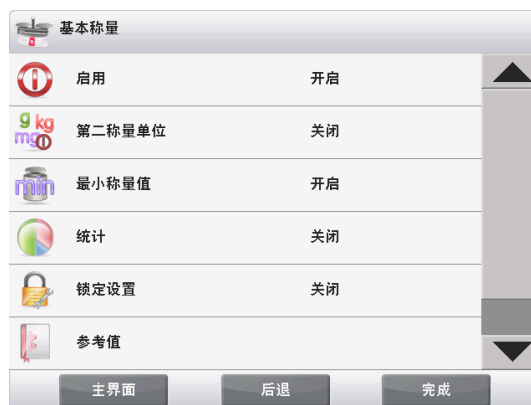 基本称量
启用 开启
g kg mg 第二称量单位 关闭
min 最小称量值 开启
统计 关闭
锁定设置 关闭
参考值
主界面 后退 完成